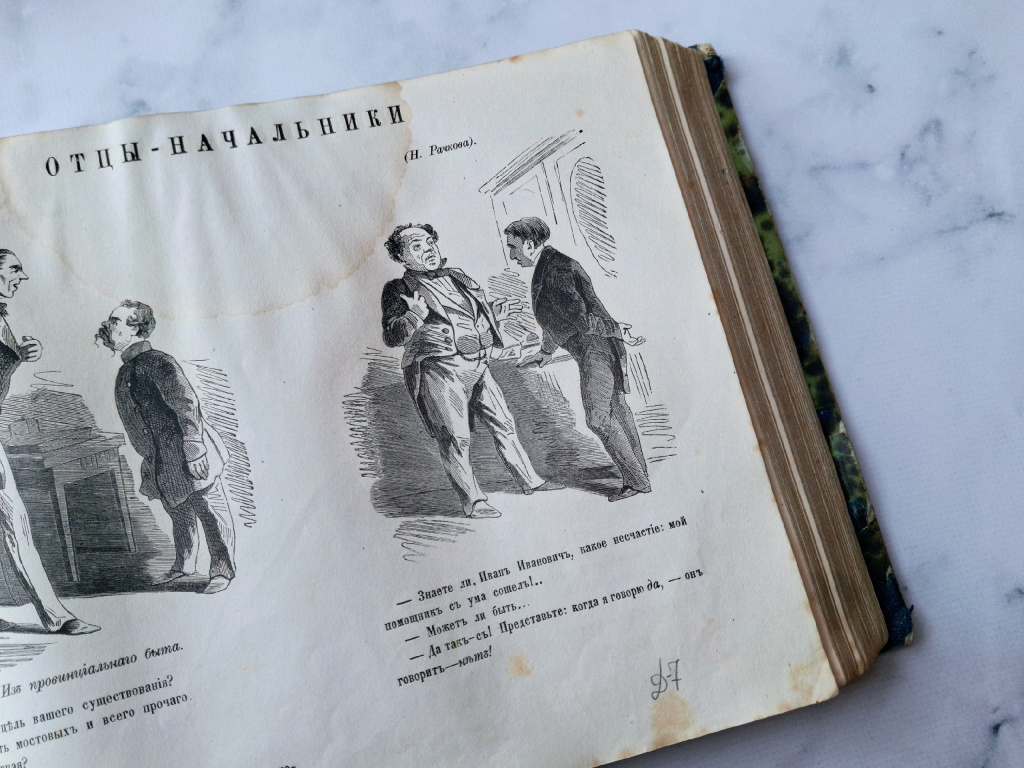 ОТЦЫ-НАЧАЛЬНИКИ
(Н. Рачкова).
Изъ провинціальнаго быта.
цѣль вашего существованія?
мостовыхъ и всего прочаго.
— Знаете ли, Иванъ Ивановичъ, какое несчастіе: мой
помощникъ съ ума сошелъ!..
— Можетъ ли быть...
— Да такъ-съ! Представьте: когда я говорю да, — онъ
говоритъ—нѣтъ!
Д-7